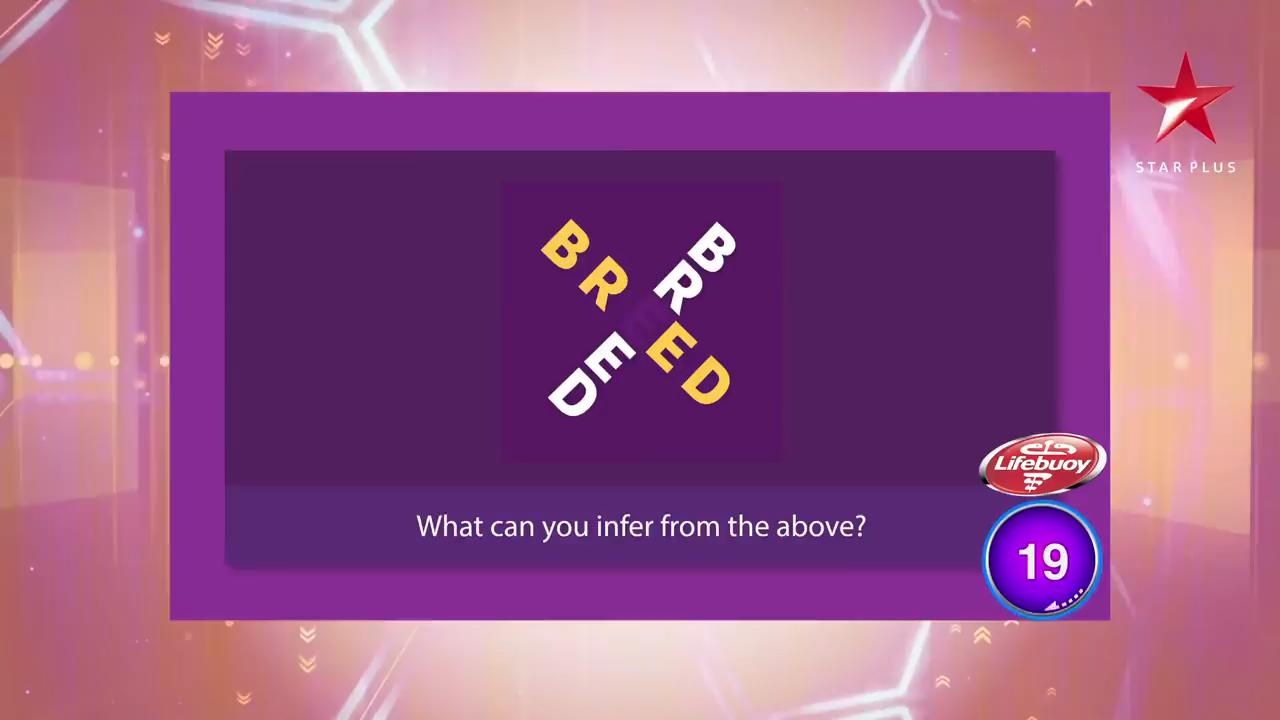 STAR PLUS
BRED
BRED
Lifebuoy
What can you infer from the above?
19